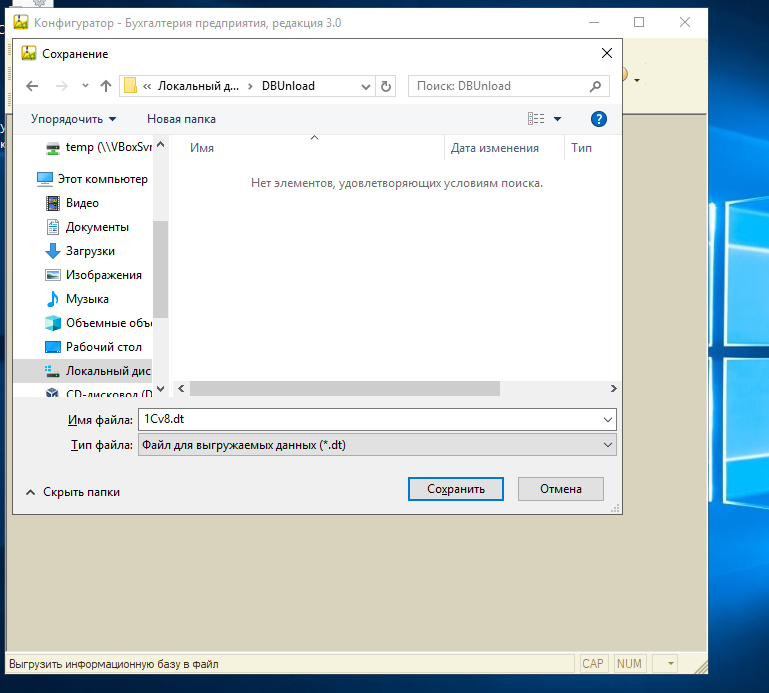 Конфигуратор - Бухгалтерия предприятия, редакция 3.0
Сохранение
« Локальный д... › DBUnload
Поиск: DBUnload
Упорядочить
Новая папка
temp (\\VBoxSvr
Этот компьютер
Видео
Документы
Загрузки
Изображения
Музыка
Объемные объ
Рабочий стол
Локальный дис
CD-дисковод (D
Имя
Дата изменения
Тип
Нет элементов, удовлетворяющих условиям поиска.
Имя файла: 1Cv8.dt
Тип файла: Файл для выгружаемых данных (*.dt)
Скрыть папки
Сохранить
Отмена
Выгрузить информационную базу в файл
CAP
NUM